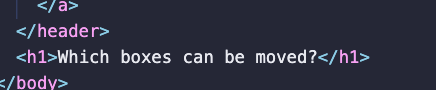 </a>
</header>
<h1>Which boxes can be moved?</h1>
</body>